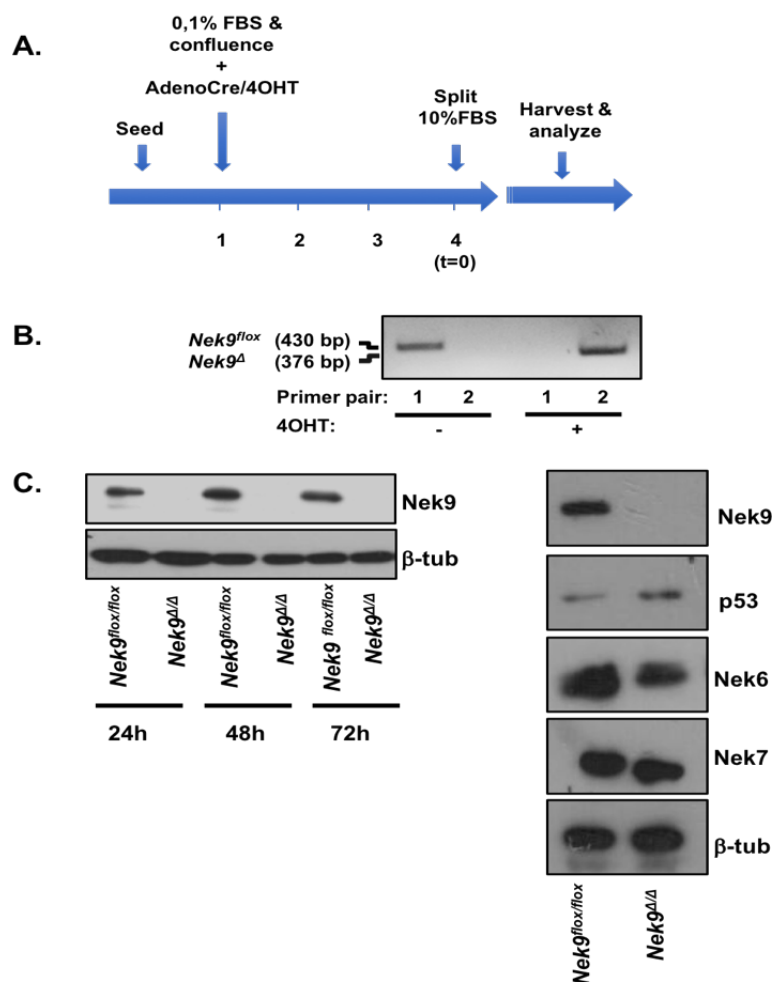 A.
0,1% FBS &
confluence
+
AdenoCre/4OHT
Seed
Split
10%FBS
Harvest &
analyze
1 2 3 4
(t=0)
B.
Nek9flox (430 bp)
Nek9Δ (376 bp)
Primer pair: 1 2 1 2
4OHT: - +
C.
Nek9
β-tub
Nek9flox/flox Nek9Δ/Δ Nek9flox/flox Nek9Δ/Δ Nek9 flox/flox Nek9Δ/Δ
24h 48h 72h
Nek9
p53
Nek6
Nek7
β-tub
Nek9flox/flox Nek9Δ/Δ